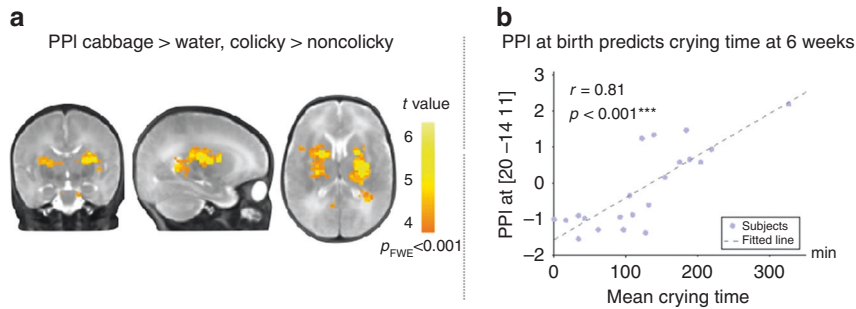 a
PPI cabbage > water, colicky > noncolicky
t value
6
5
4
pFWE<0.001
b
PPI at birth predicts crying time at 6 weeks
r = 0.81
p < 0.001***
PPI at [20 –14 11]
3
2
1
0
–1
–2
Subjects
Fitted line
0
100
200
300
min
Mean crying time